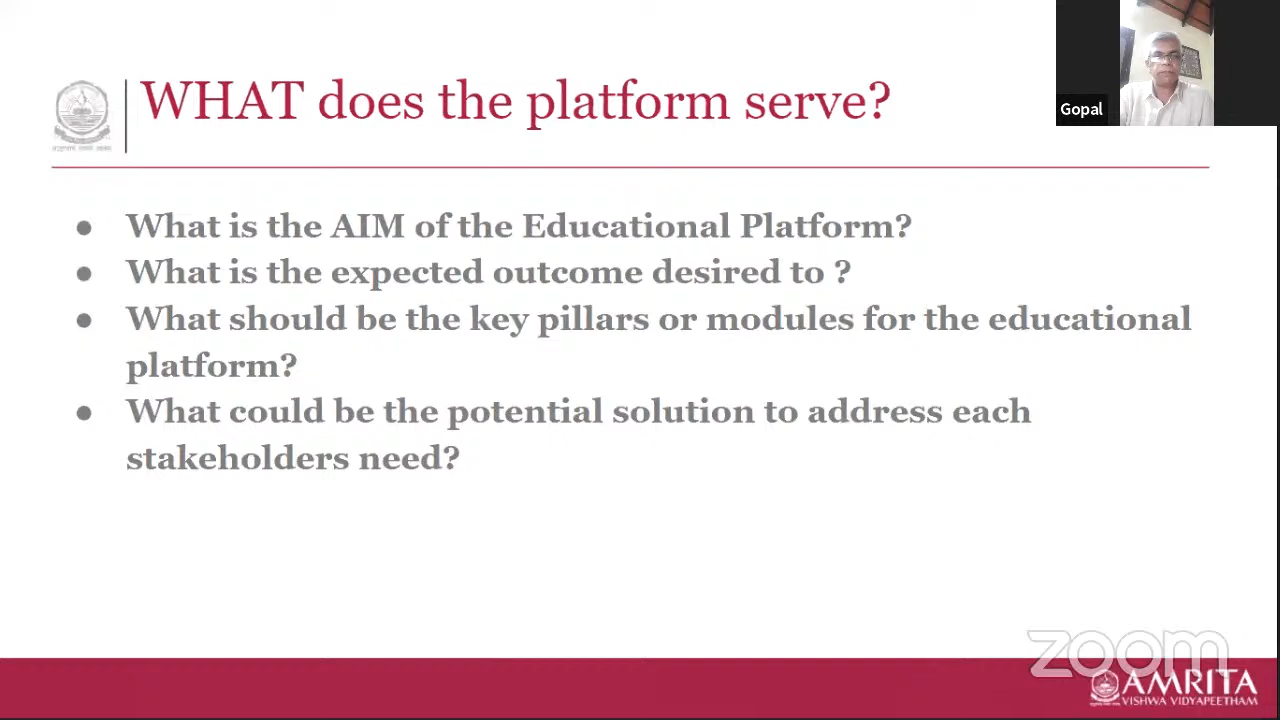 WHAT does the platform serve?
Gopal
● What is the AIM of the Educational Platform?
● What is the expected outcome desired to ?
● What should be the key pillars or modules for the educational
platform?
● What could be the potential solution to address each
stakeholders need?
zoom
AMRITA
VISHWA VIDYAPEETHAM